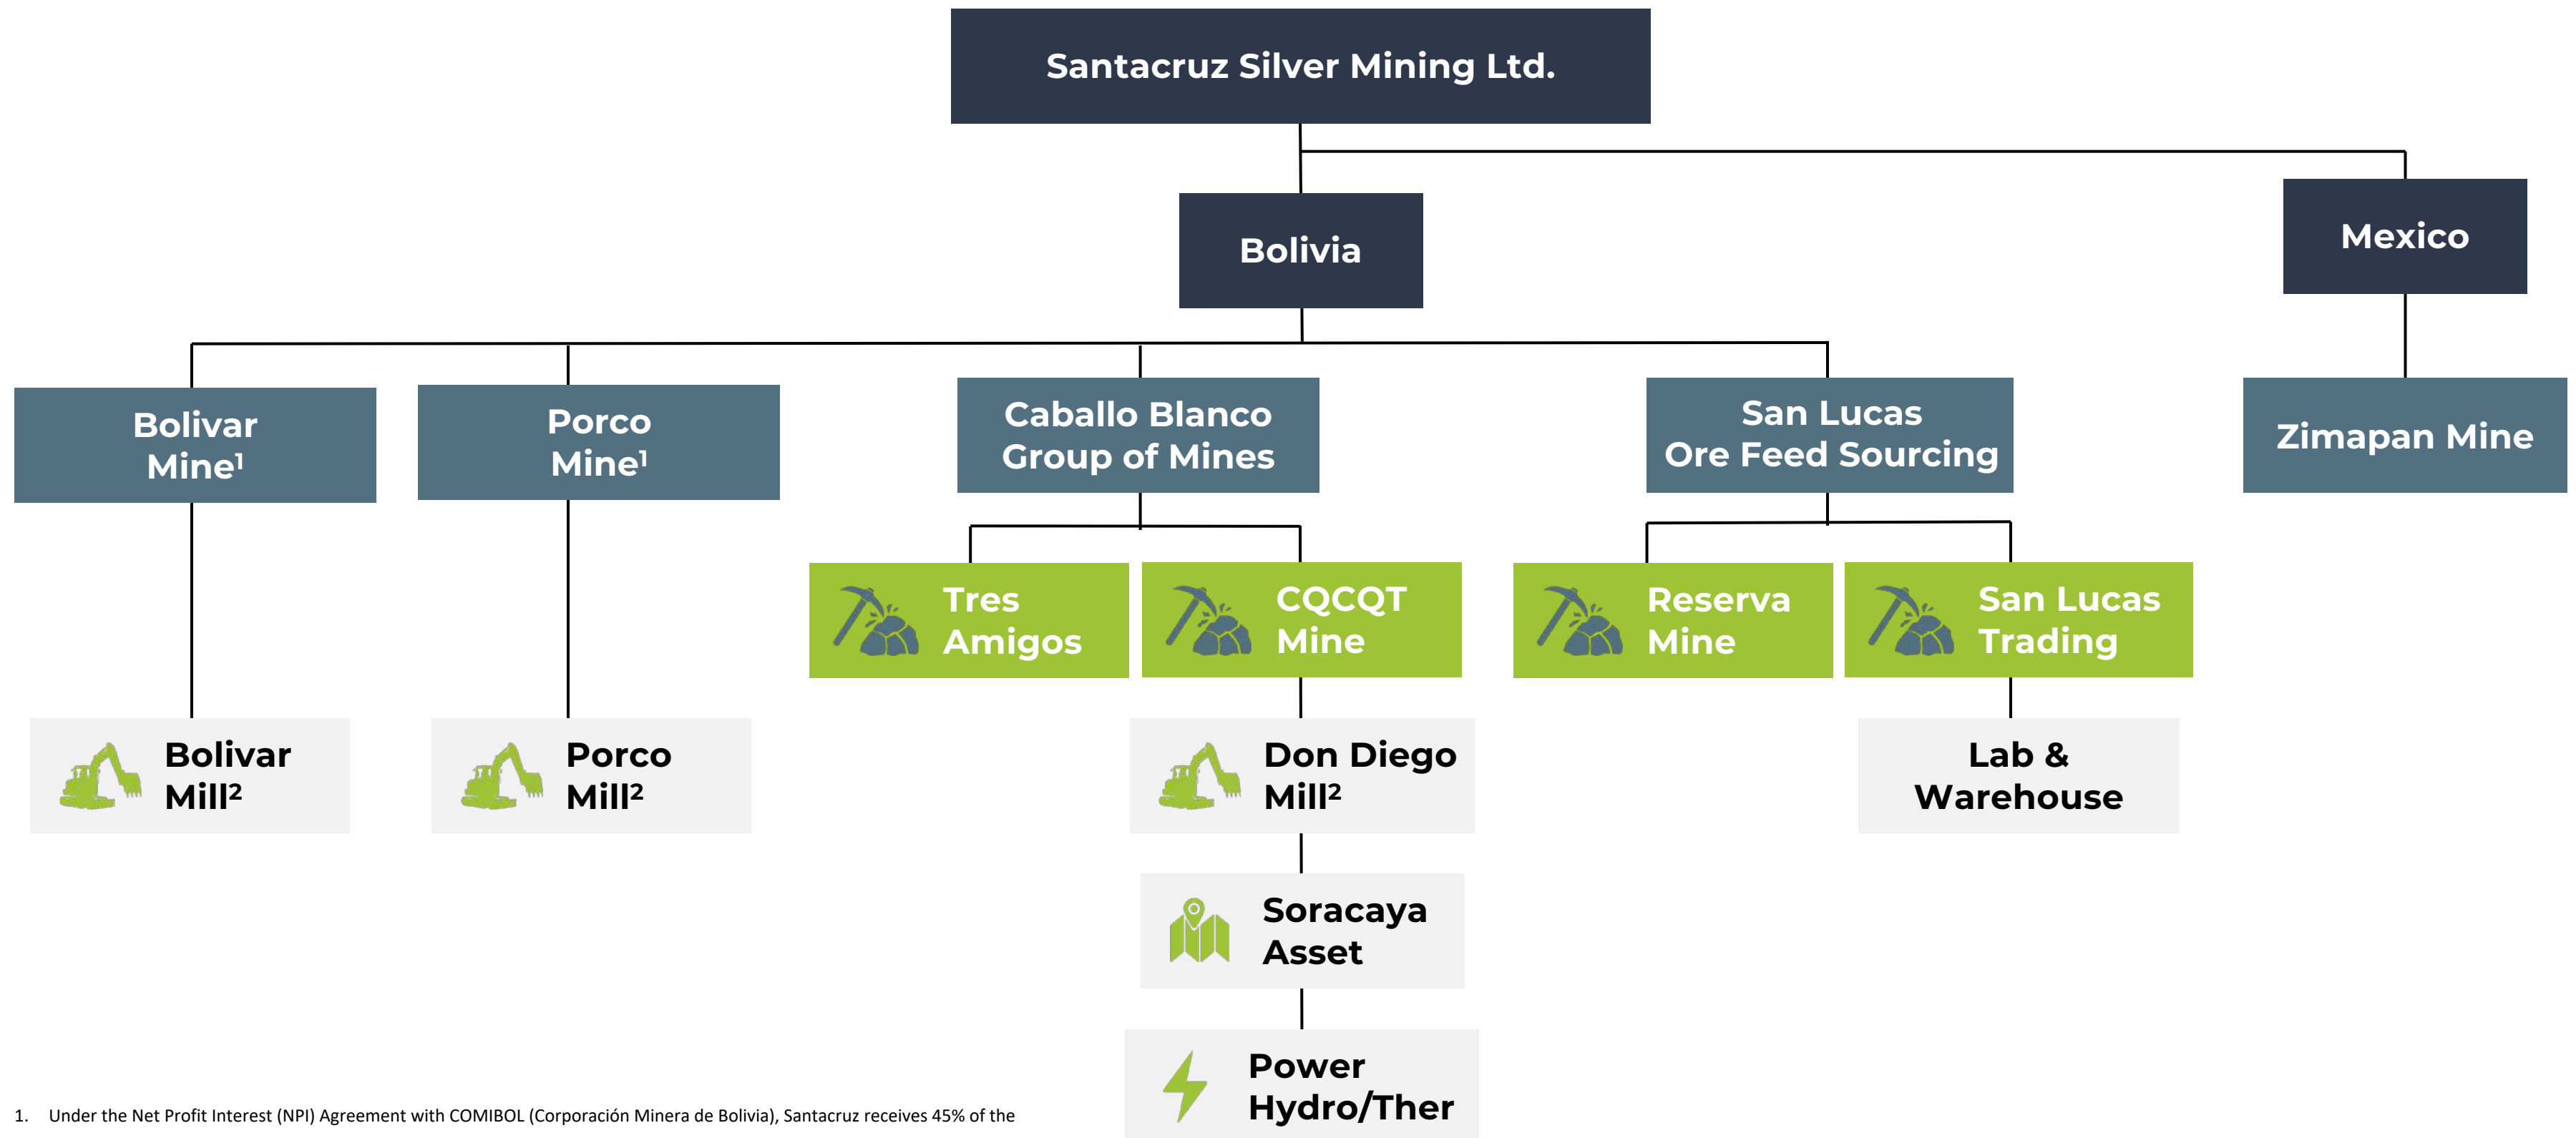 Santacruz Silver Mining Ltd.
Bolivia
Mexico
Bolivar
Mine¹
Porco
Mine¹
Caballo Blanco
Group of Mines
San Lucas
Ore Feed Sourcing
Zimapan Mine
Tres
Amigos
CQCQT
Mine
Reserva
Mine
San Lucas
Trading
Bolivar
Mill²
Porco
Mill²
Don Diego
Mill²
Lab &
Warehouse
Soracaya
Asset
Power
Hydro/Ther
1. Under the Net Profit Interest (NPI) Agreement with COMIBOL (Corporación Minera de Bolivia), Santacruz receives 45% of the